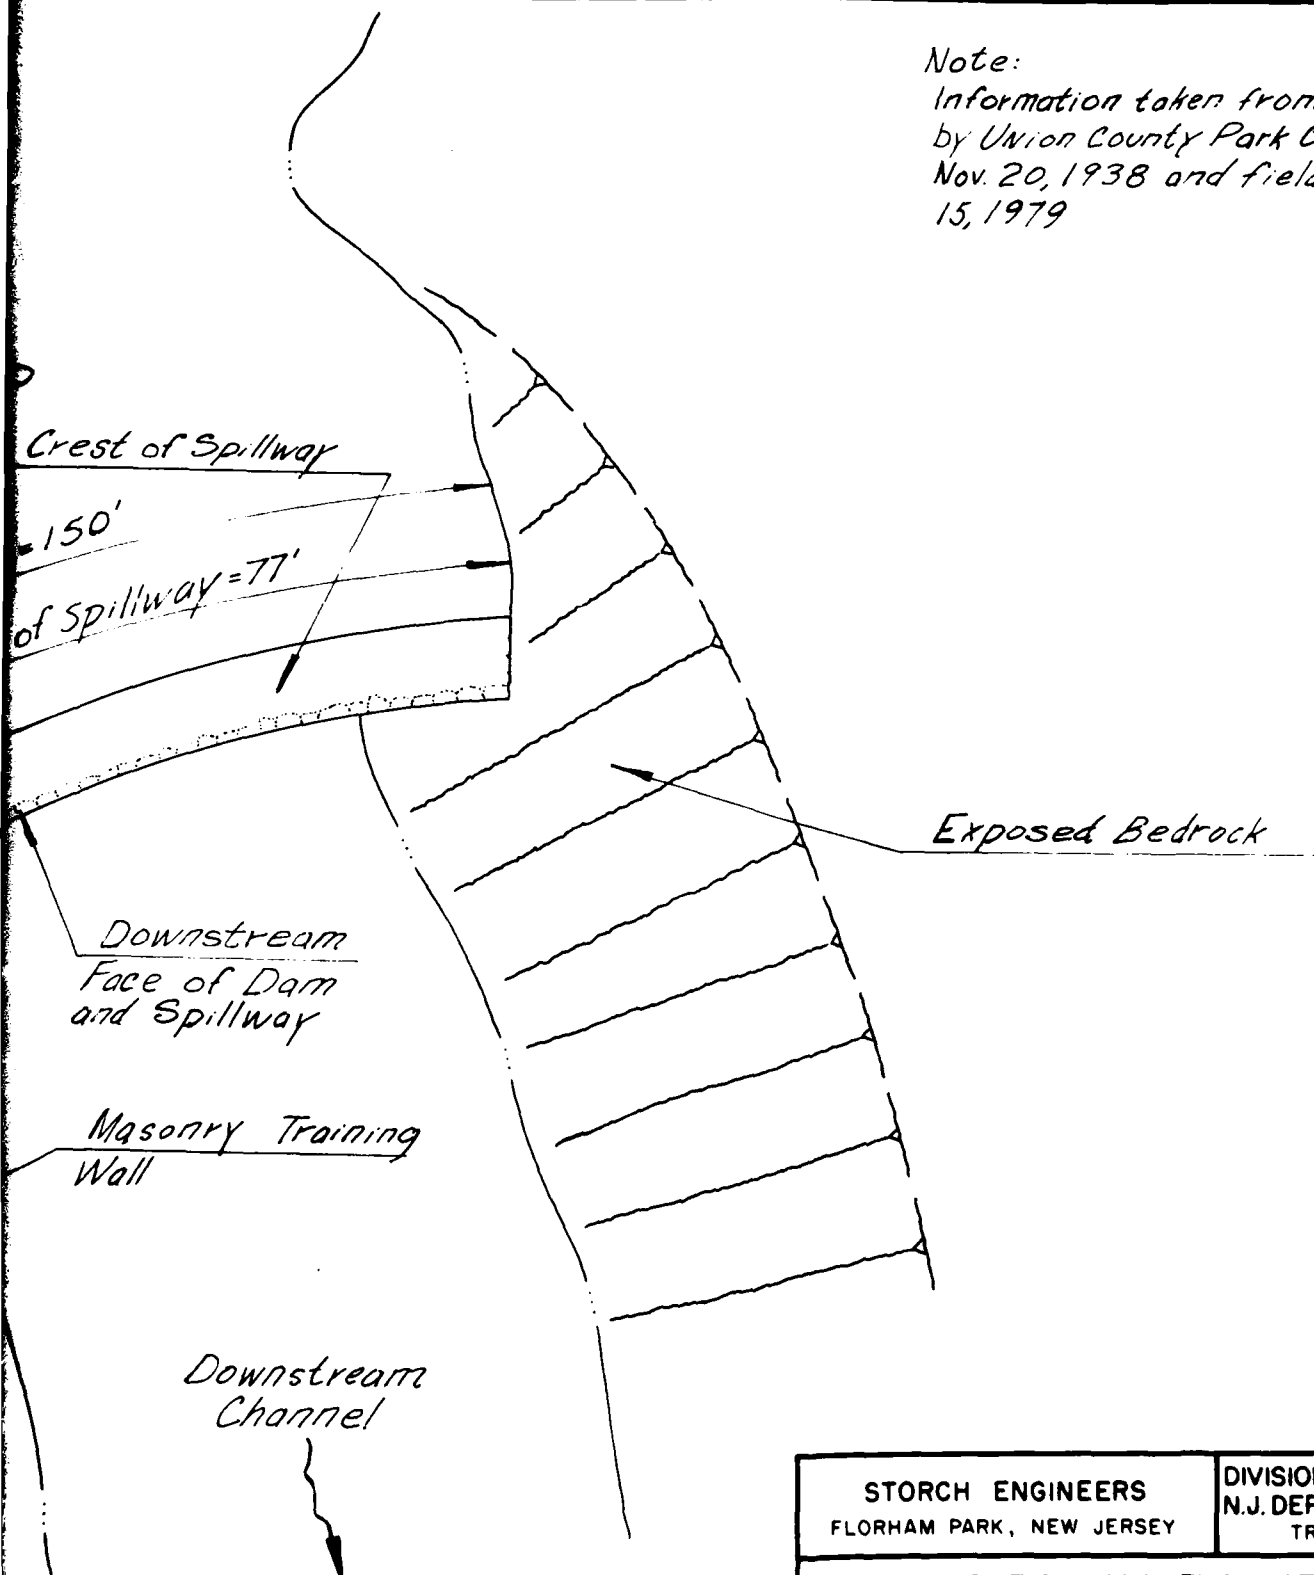 Note:
Information taken from
by Union County Park
Nov. 20, 1938 and field
15, 1979
Crest of Spillway
150'
of Spillway = 77'
Exposed Bedrock
Downstream
Face of Dam
and Spillway
Masonry Training
Wall
Downstream
Channel
STORCH ENGINEERS
FLORHAM PARK, NEW JERSEY
DIVISION
N.J. DEP
TR